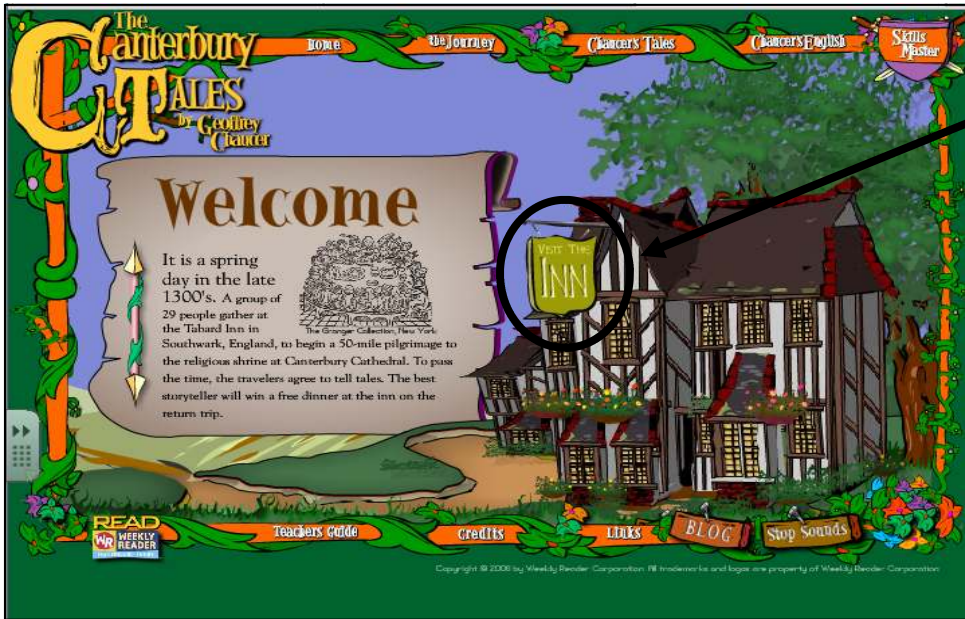 The
Canterbury
Tales
by Geoffrey
Chaucer
Home
the Journey
Chaucer's Tales
Chaucer's English
Skills
Master
Welcome
It is a spring
day in the late
1300's. A group of
29 people gather at
the Tabard Inn in
Southwark, England, to begin a 50-mile pilgrimage to
the religious shrine at Canterbury Cathedral. To pass
the time, the travelers agree to tell tales. The best
storyteller will win a free dinner at the inn on the
return trip.
The Granger Collection, New York
Visit The
Inn
READ
WR WEEKLY
READER
Teachers Guide
Credits
Links
BLOG
Stop Sounds
Copyright © 2006 by Weekly Reader Corporation. All trademarks and logos are property of Weekly Reader Corporation